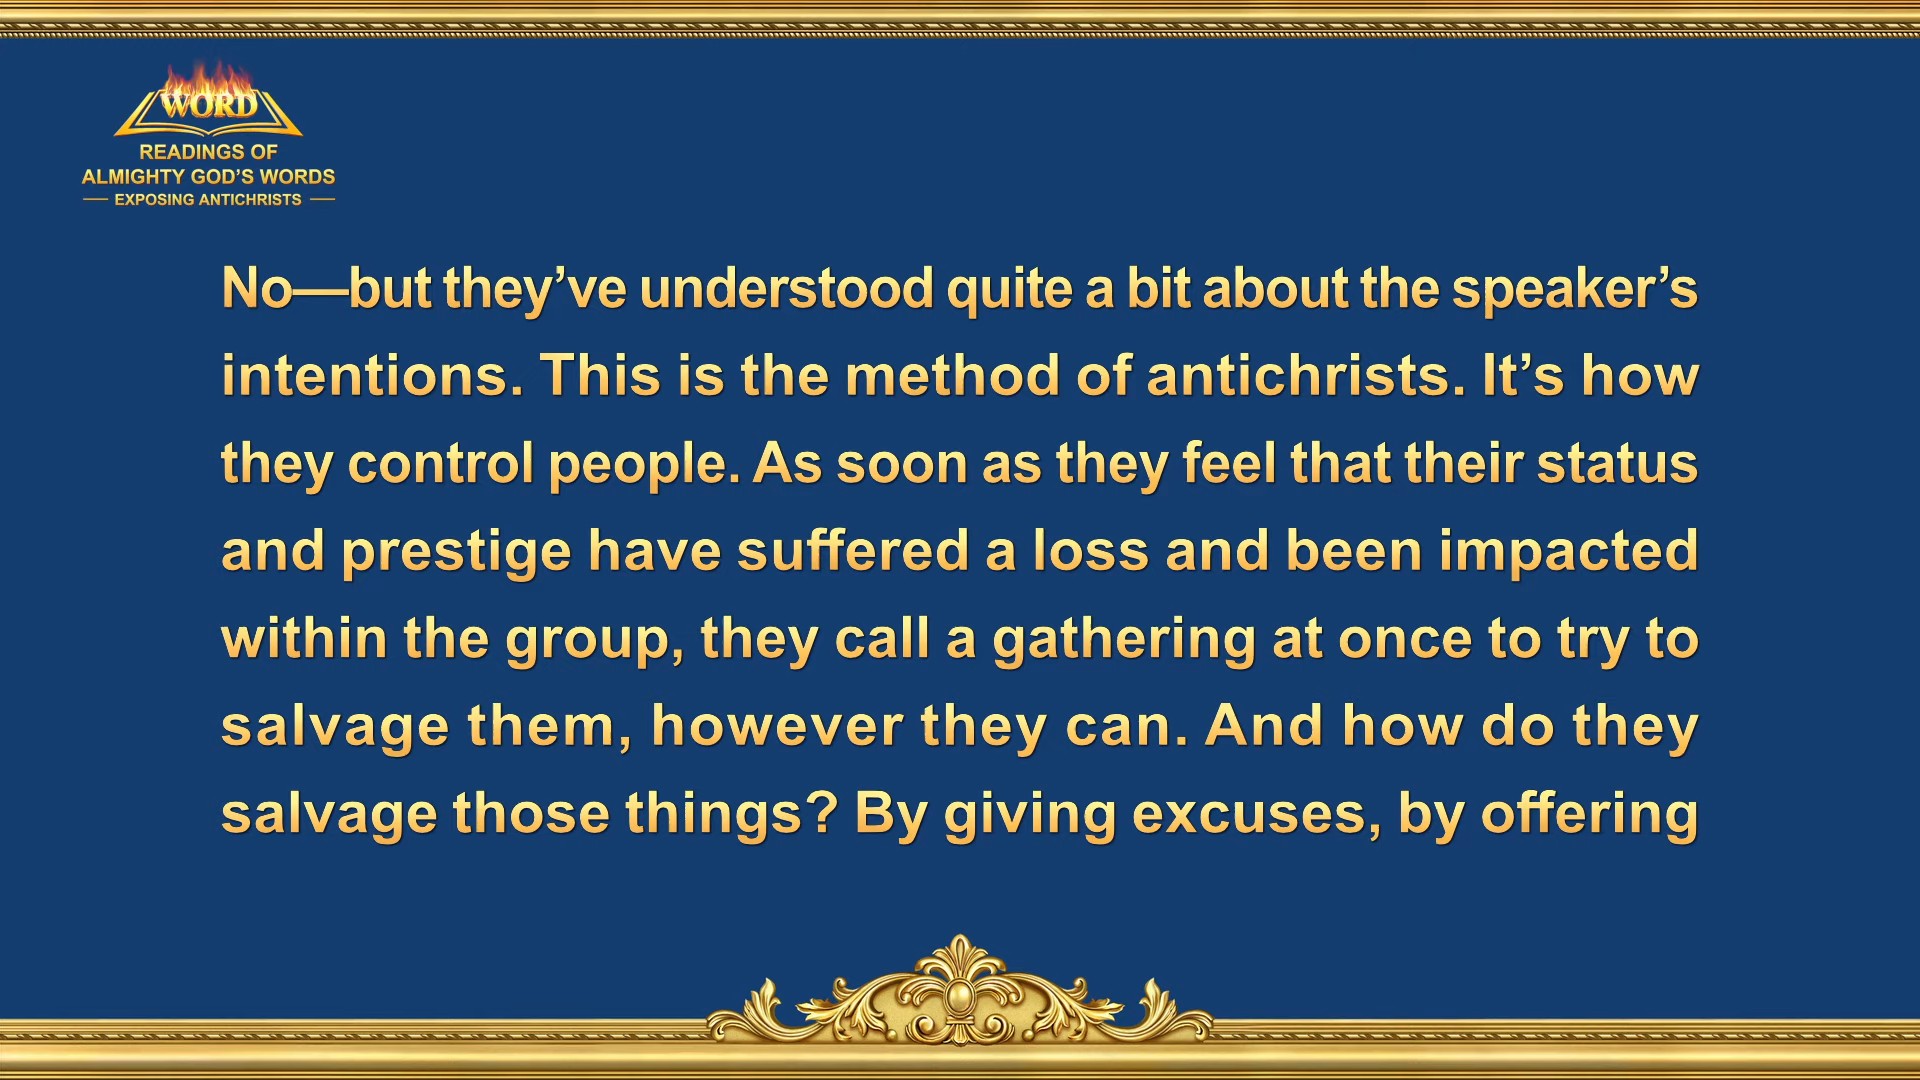 WORD
READINGS OF
ALMIGHTY GOD’S WORDS
EXPOSING ANTICHRISTS
No—but they’ve understood quite a bit about the speaker’s
intentions. This is the method of antichrists. It’s how
they control people. As soon as they feel that their status
and prestige have suffered a loss and been impacted
within the group, they call a gathering at once to try to
salvage them, however they can. And how do they
salvage those things? By giving excuses, by offering